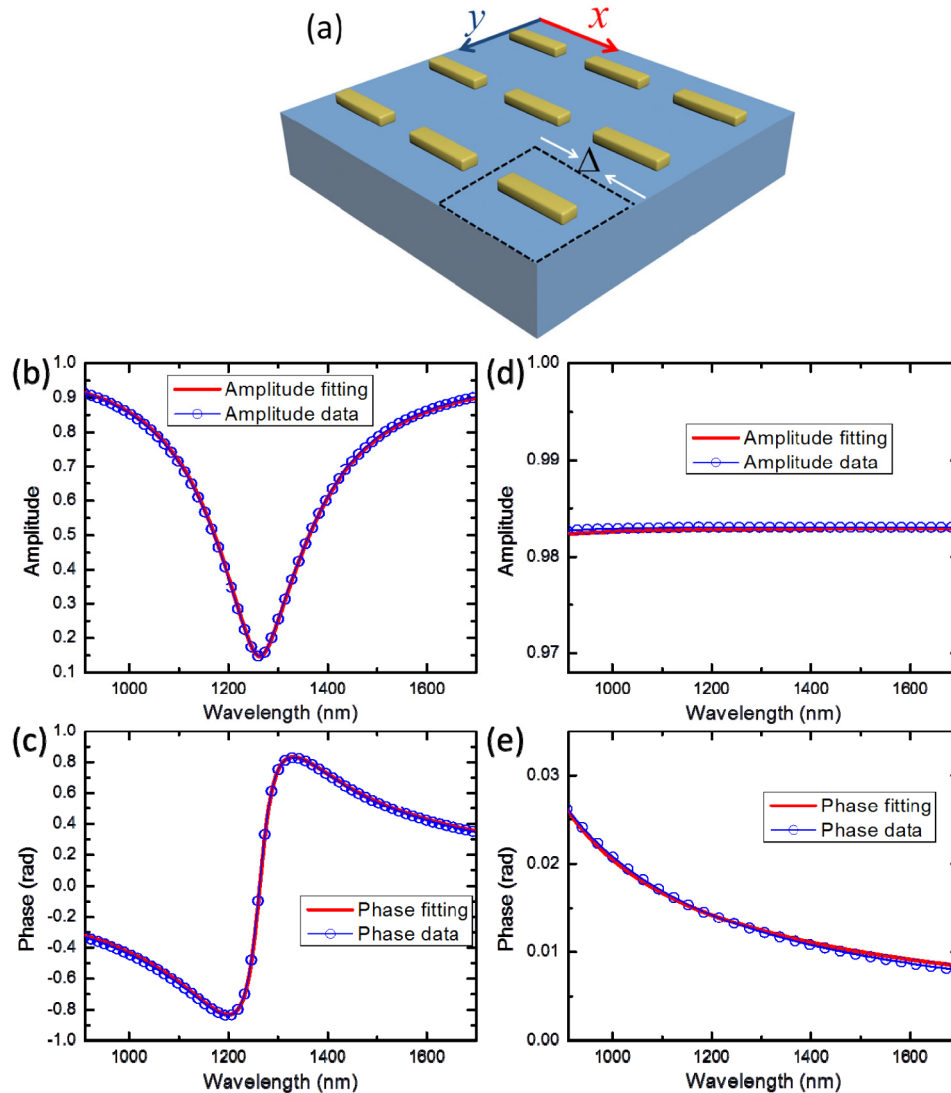 (a)
y
x
Δ
(b)
1.0
0.9
0.8
0.7
0.6
0.5
0.4
0.3
0.2
0.1
Amplitude
Amplitude fitting
Amplitude data
1000 1200 1400 1600
Wavelength (nm)
(d)
1.00
0.99
0.98
0.97
Amplitude
Amplitude fitting
Amplitude data
1000 1200 1400 1600
Wavelength (nm)
(c)
1.0
0.8
0.6
0.4
0.2
0.0
-0.2
-0.4
-0.6
-0.8
-1.0
Phase (rad)
Phase fitting
Phase data
1000 1200 1400 1600
Wavelength (nm)
(e)
0.03
0.02
0.01
0.00
Phase (rad)
Phase fitting
Phase data
1000 1200 1400 1600
Wavelength (nm)